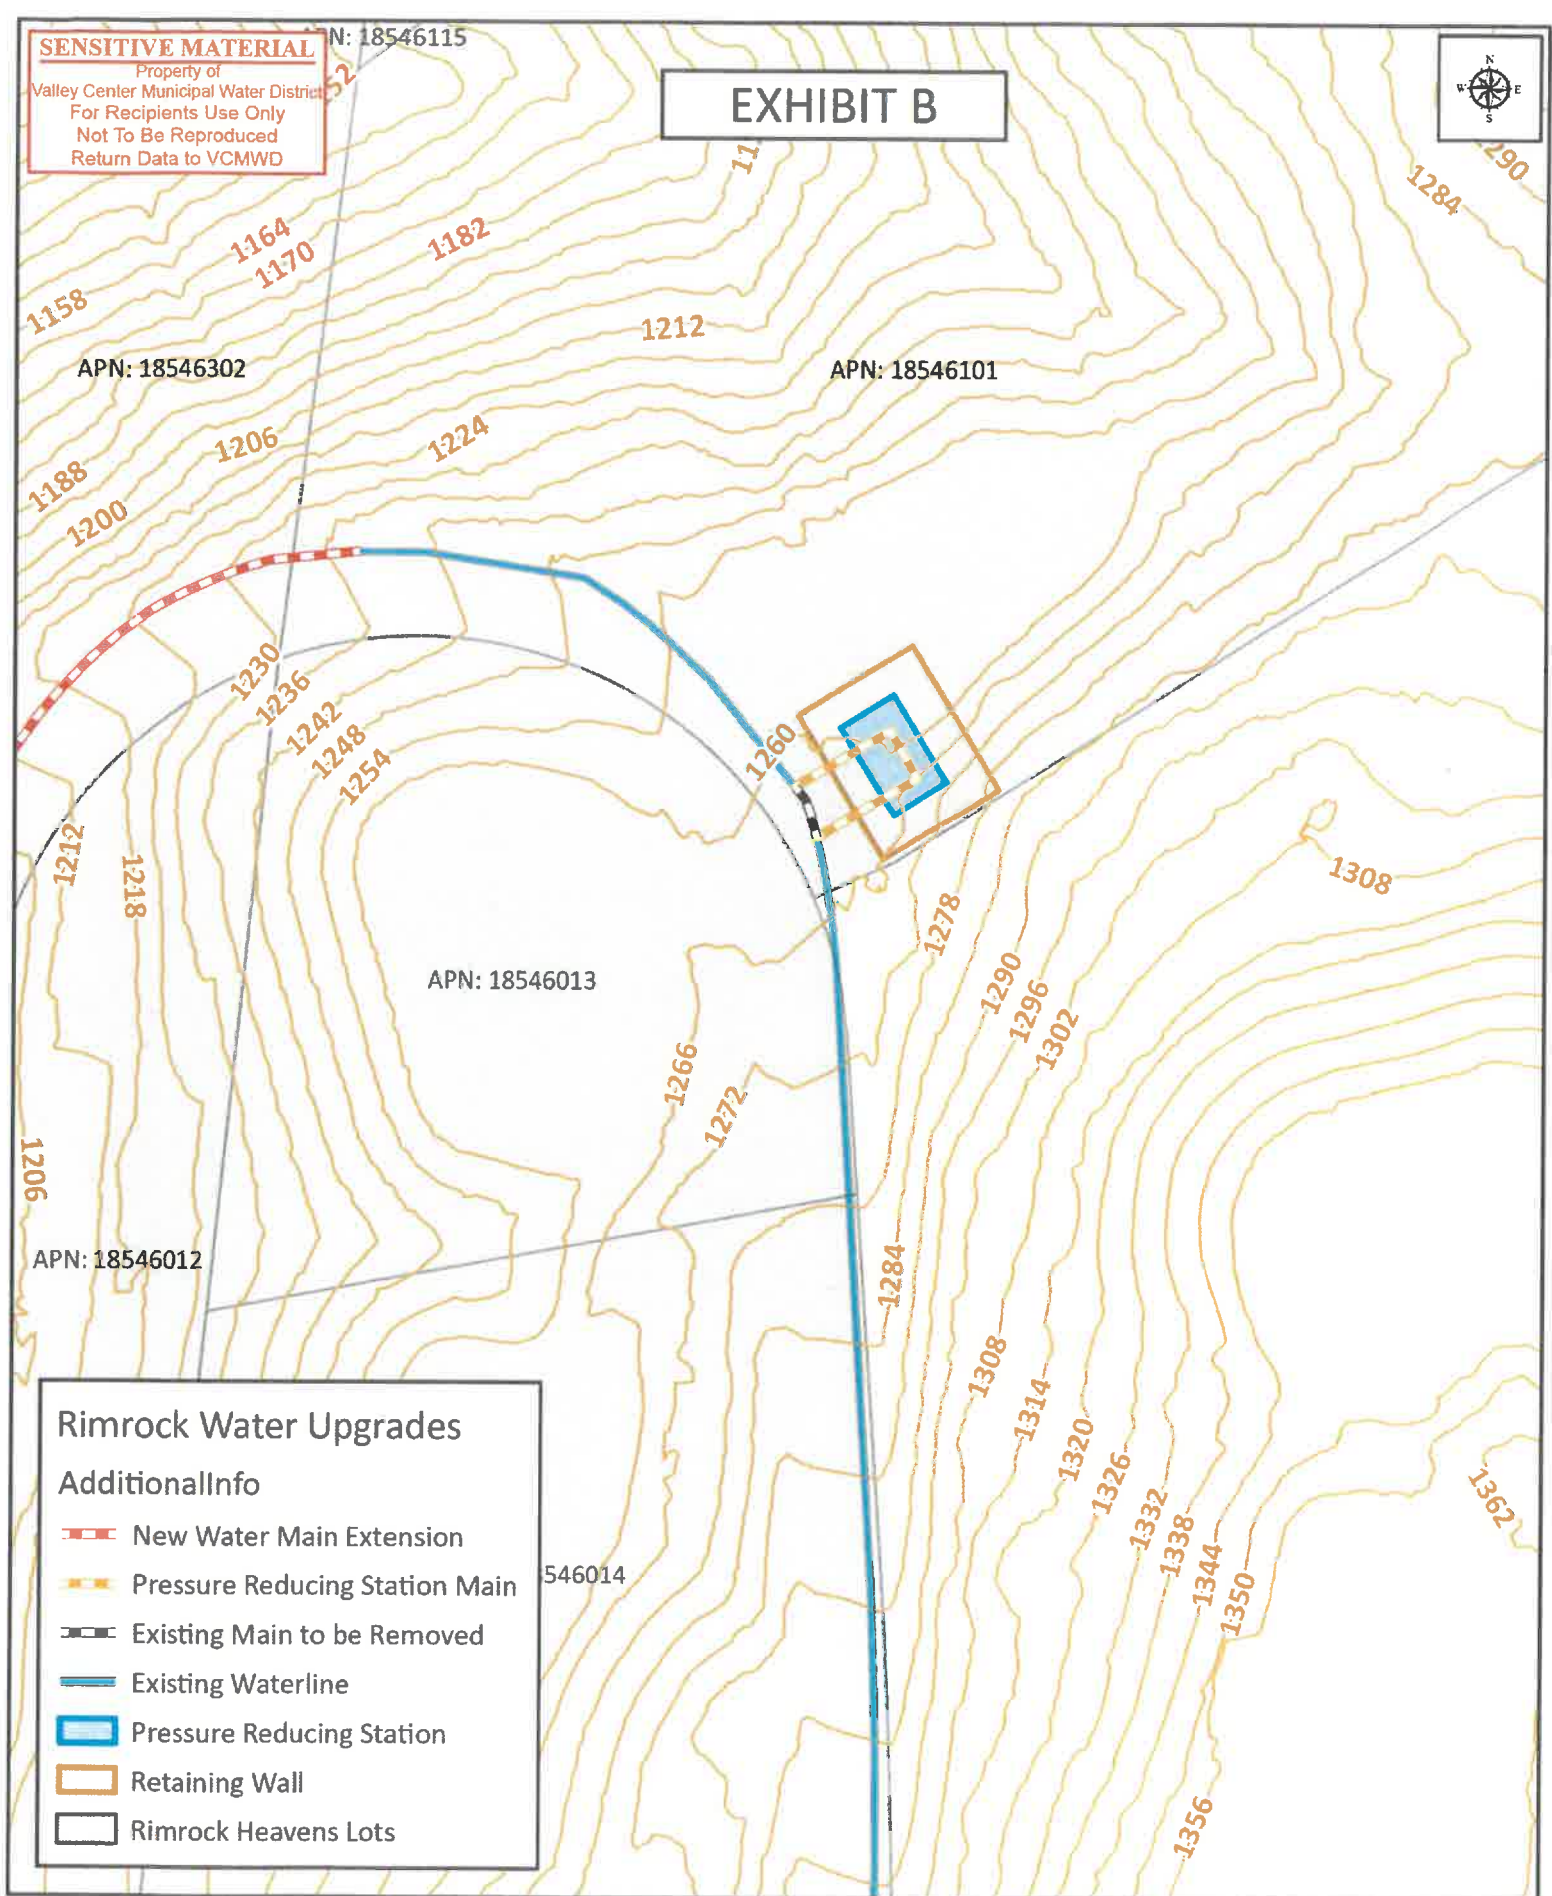 SENSITIVE MATERIAL
Property of
Valley Center Municipal Water District
For Recipients Use Only
Not To Be Reproduced
Return Data to VCMWD
18546115
EXHIBIT B
N
W E
S
1290
1284
1164
1170
1182
1158
1212
APN: 18546302
APN: 18546101
1206
1224
1188
1200
1230
1236
1242
1248
1254
1260
1212
1218
1308
1278
APN: 18546013
1290
1296
1302
1266
1272
1206
APN: 18546012
1284
1308
1314
1320
1326
1332
1338
1344
1350
1362
1356
546014
Rimrock Water Upgrades
AdditionalInfo
New Water Main Extension
Pressure Reducing Station Main
Existing Main to be Removed
Existing Waterline
Pressure Reducing Station
Retaining Wall
Rimrock Heavens Lots